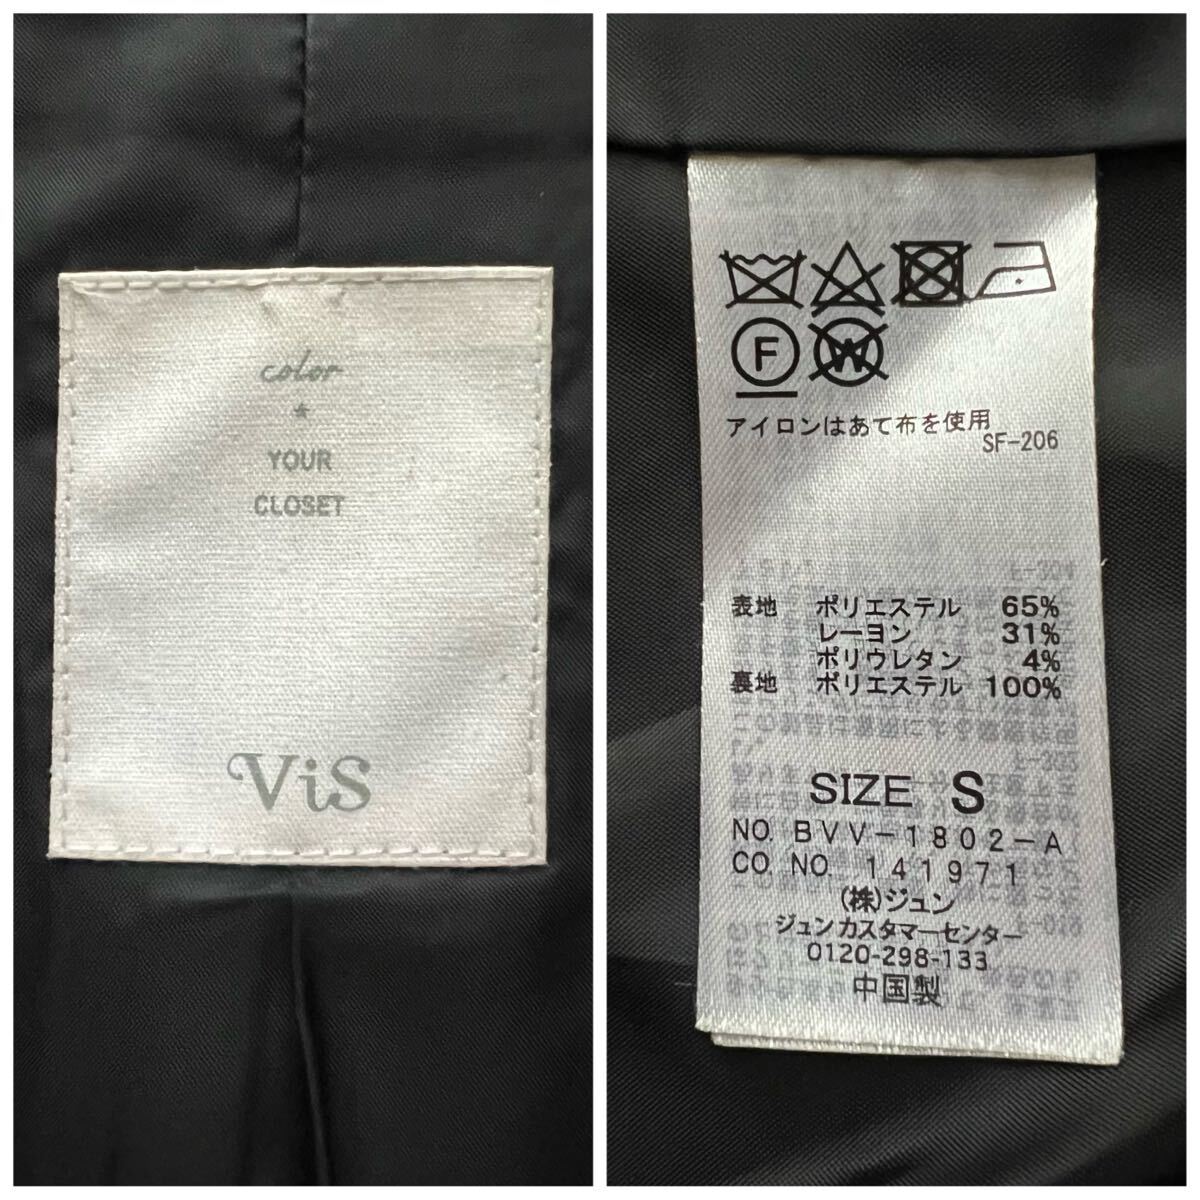 color
YOUR
CLOSET
ViS
F
W
アイロンはあて布を使用
SF-206
表地 ポリエステル 65%
レーヨン 31%
ポリウレタン 4%
裏地 ポリエステル 100%
SIZE S
NO. BVV-1802-A
CO. NO. 141971
(株)ジュン
ジュンカスタマーセンター
0120-298-133
中国製